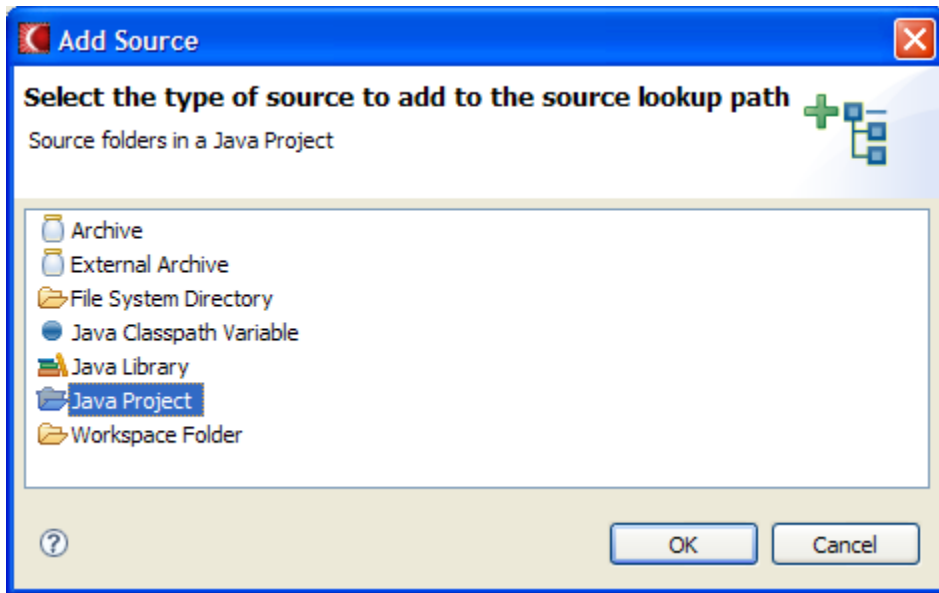 Add Source
Select the type of source to add to the source lookup path
Source folders in a Java Project
Archive
External Archive
File System Directory
Java Classpath Variable
Java Library
Java Project
Workspace Folder
?
OK Cancel